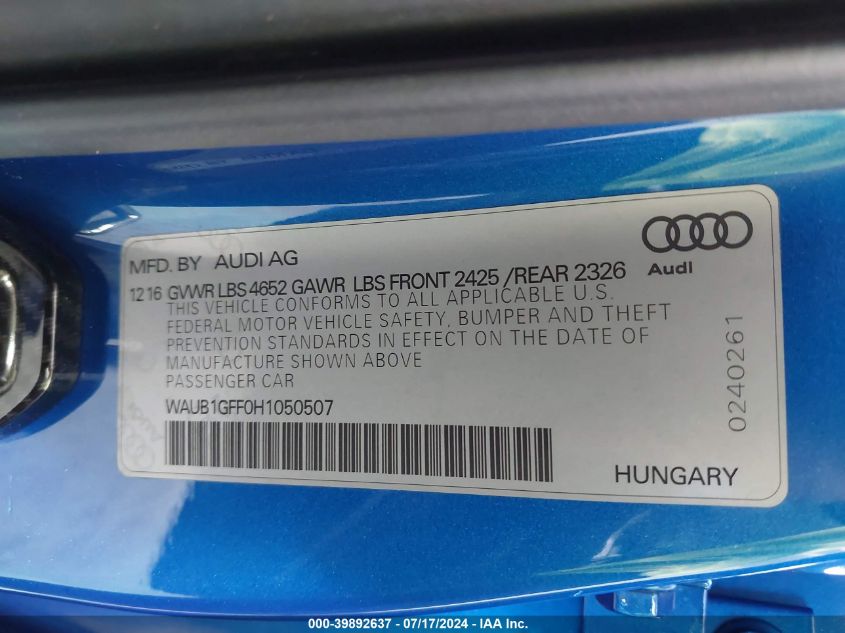 MFD. BY AUDI AG
12 16 GVWR LBS 4652 GAWR LBS FRONT 2425 /REAR 2326
THIS VEHICLE CONFORMS TO ALL APPLICABLE U.S.
FEDERAL MOTOR VEHICLE SAFETY, BUMPER AND THEFT
PREVENTION STANDARDS IN EFFECT ON THE DATE OF
MANUFACTURE SHOWN ABOVE
PASSENGER CAR
WAUB1GFF0H1050507
Audi
0240261
HUNGARY
000-39892637 - 07/17/2024 - IAA, Inc.